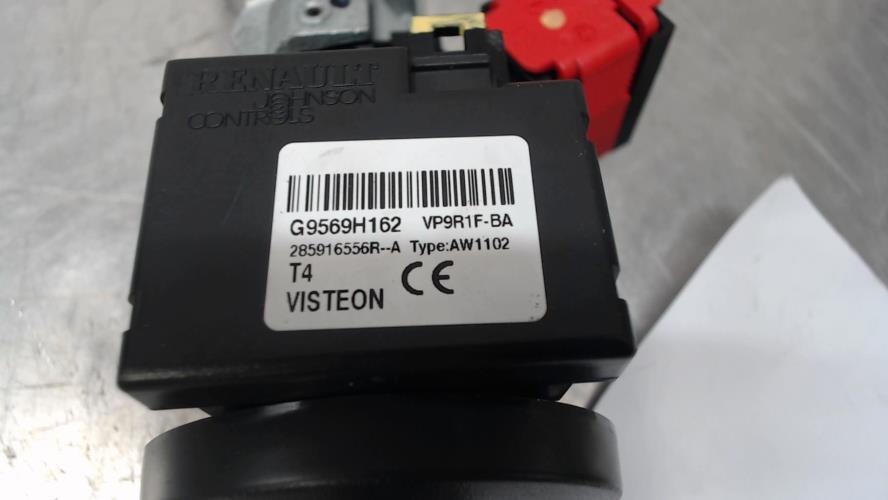 RENAULT
JOHNSON
CONTROLS
G9569H162 VP9R1F-BA
285916556R--A Type:AW1102
T4 CE
VISTEON